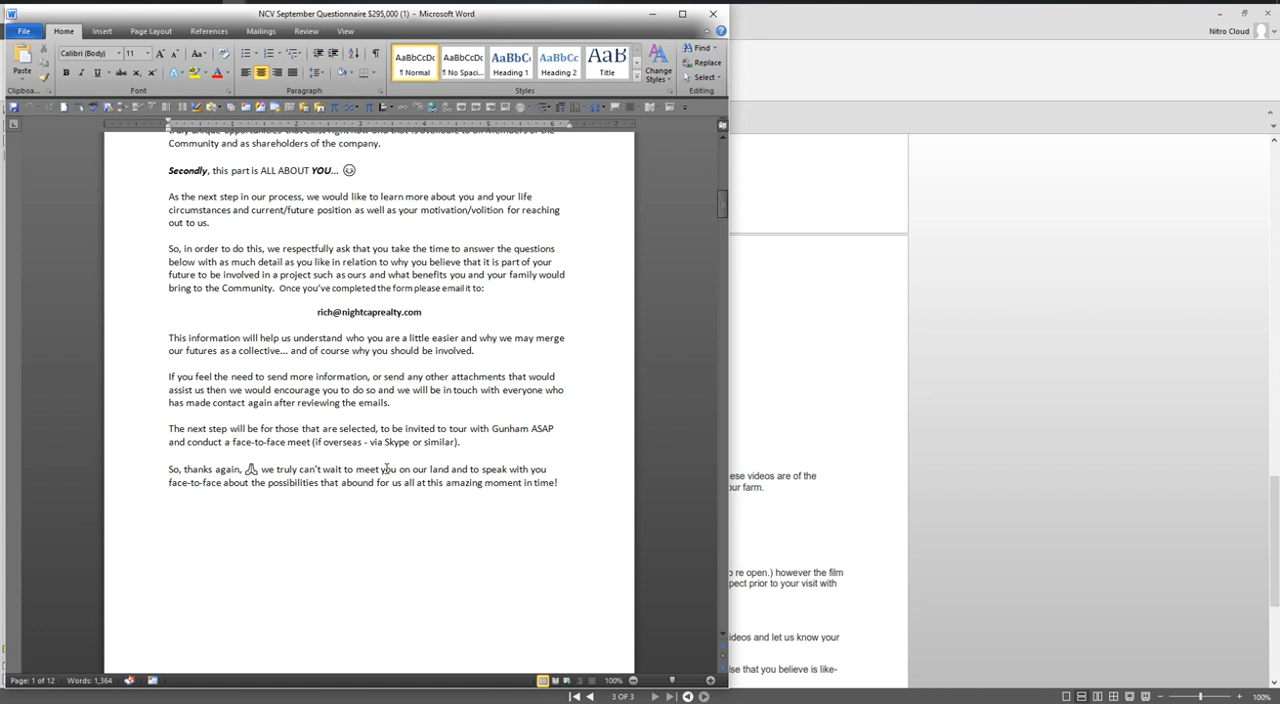 NCV September Questionnaire $295,000 (1) - Microsoft Word
Nitro Cloud
File Home Insert Page Layout References Mailings Review View
Calibri (Body) 11
Paste
B I U abc x₂ x²
AaBbCcDc AaBbCcDc AaBbC AaBbCc AaB
¶ Normal ¶ No Spaci... Heading 1 Heading 2 Title
Change Styles
Find
Replace
Select
Clipboa... Font Paragraph Styles Editing
truly unique opportunities that exist right now and that is available to all Members of the
Community and as shareholders of the company.
Secondly, this part is ALL ABOUT YOU... ☺
As the next step in our process, we would like to learn more about you and your life
circumstances and current/future position as well as your motivation/volition for reaching
out to us.
So, in order to do this, we respectfully ask that you take the time to answer the questions
below with as much detail as you like in relation to why you believe that it is part of your
future to be involved in a project such as ours and what benefits you and your family would
bring to the Community. Once you've completed the form please email it to:
rich@nightcaprealty.com
This information will help us understand who you are a little easier and why we may merge
our futures as a collective... and of course why you should be involved.
If you feel the need to send more information, or send any other attachments that would
assist us then we would encourage you to do so and we will be in touch with everyone who
has made contact again after reviewing the emails.
The next step will be for those that are selected, to be invited to tour with Gunham ASAP
and conduct a face-to-face meet (if overseas - via Skype or similar).
So, thanks again, 🙏 we truly can't wait to meet you on our land and to speak with you
face-to-face about the possibilities that abound for us all at this amazing moment in time!
ese videos are of the
our farm.
o re open.) however the film
pect prior to your visit with
ideos and let us know your
lse that you believe is like-
Page: 1 of 12 Words: 1,364 100%
3 OF 3 100%